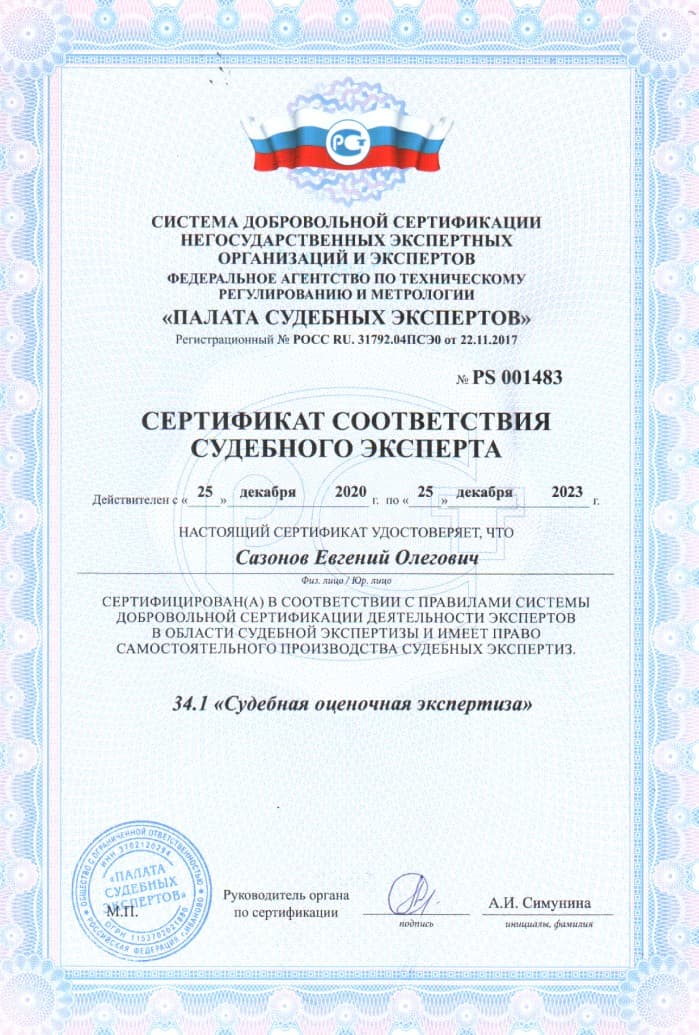 РСТ
СИСТЕМА ДОБРОВОЛЬНОЙ СЕРТИФИКАЦИИ
НЕГОСУДАРСТВЕННЫХ ЭКСПЕРТНЫХ
ОРГАНИЗАЦИЙ И ЭКСПЕРТОВ
ФЕДЕРАЛЬНОЕ АГЕНТСТВО ПО ТЕХНИЧЕСКОМУ
РЕГУЛИРОВАНИЮ И МЕТРОЛОГИИ
«ПАЛАТА СУДЕБНЫХ ЭКСПЕРТОВ»
Регистрационный № РОСС RU. 31792.04ПСЭ0 от 22.11.2017
№ PS 001483
СЕРТИФИКАТ СООТВЕТСТВИЯ
СУДЕБНОГО ЭКСПЕРТА
Действителен с «25» декабря 2020 г. по «25» декабря 2023 г.
НАСТОЯЩИЙ СЕРТИФИКАТ УДОСТОВЕРЯЕТ, ЧТО
Сазонов Евгений Олегович
Физ. лицо / Юр. лицо
СЕРТИФИЦИРОВАН(А) В СООТВЕТСТВИИ С ПРАВИЛАМИ СИСТЕМЫ
ДОБРОВОЛЬНОЙ СЕРТИФИКАЦИИ ДЕЯТЕЛЬНОСТИ ЭКСПЕРТОВ
В ОБЛАСТИ СУДЕБНОЙ ЭКСПЕРТИЗЫ И ИМЕЕТ ПРАВО
САМОСТОЯТЕЛЬНОГО ПРОИЗВОДСТВА СУДЕБНЫХ ЭКСПЕРТИЗ.
34.1 «Судебная оценочная экспертиза»
ОБЩЕСТВО С ОГРАНИЧЕННОЙ ОТВЕТСТВЕННОСТЬЮ
ИНН
«ПАЛАТА
СУДЕБНЫХ
ЭКСПЕРТОВ»
ОГРН
РОССИЙСКАЯ ФЕДЕРАЦИЯ г.ИВАНОВО
М.П.
Руководитель органа
по сертификации
подпись
А.И. Симунина
инициалы, фамилия